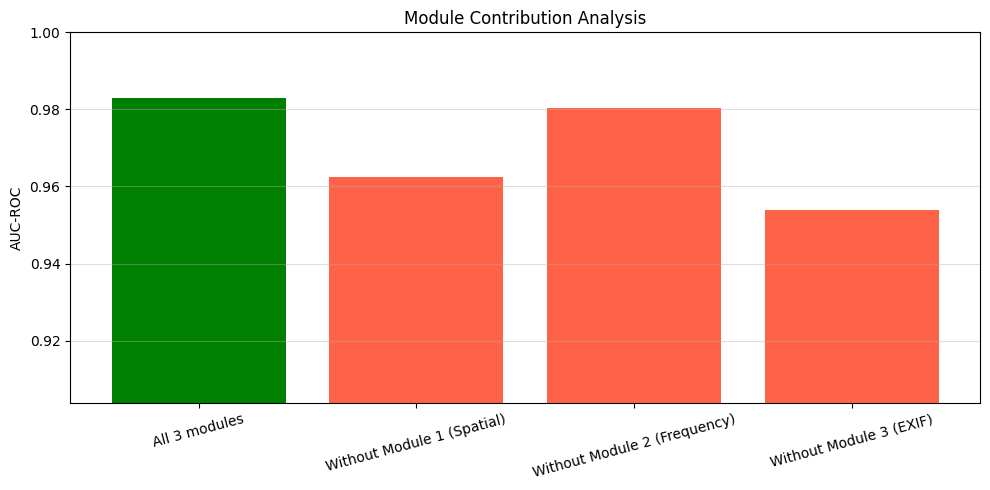 Module Contribution Analysis
AUC-ROC
1.00
0.98
0.96
0.94
0.92
All 3 modules
Without Module 1 (Spatial)
Without Module 2 (Frequency)
Without Module 3 (EXIF)